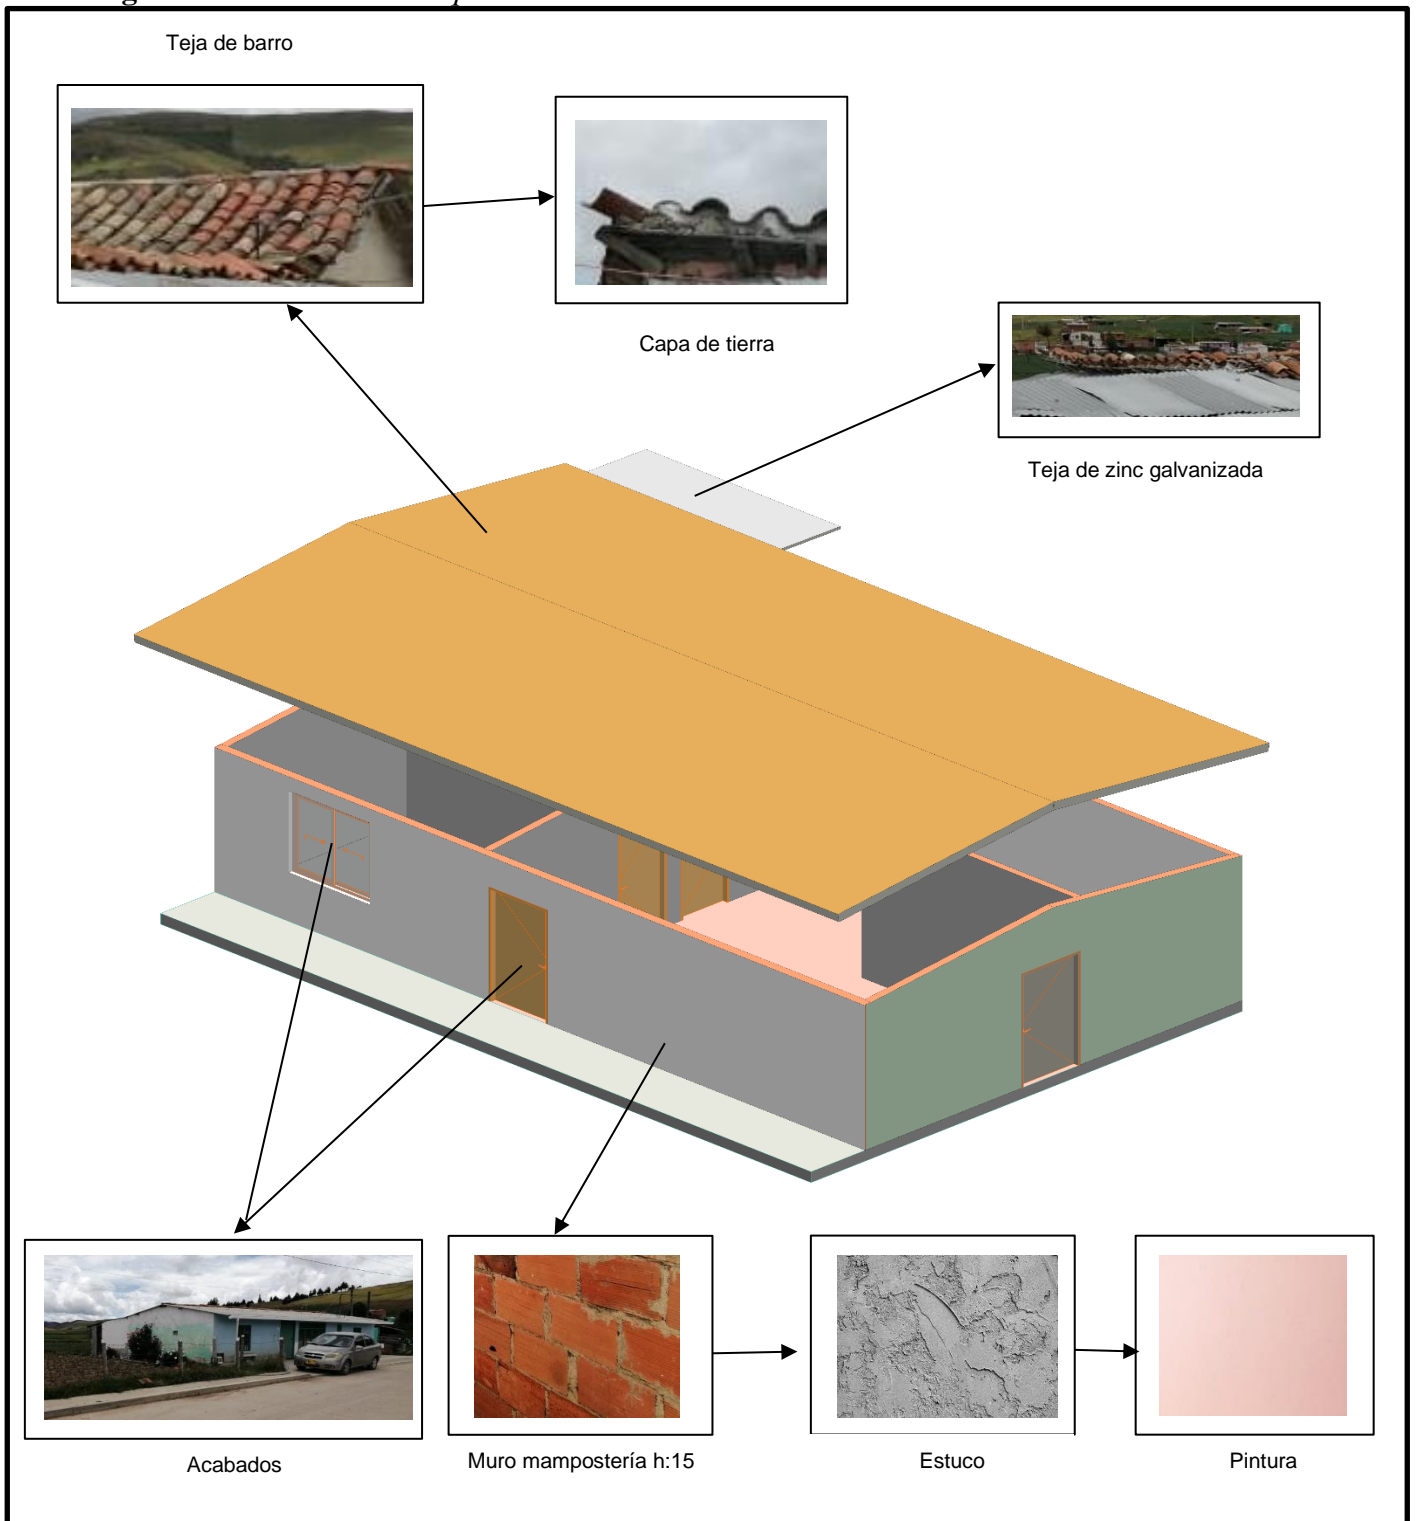 Teja de barro
Capa de tierra
Teja de zinc galvanizada
Acabados
Muro mampostería h:15
Estuco
Pintura